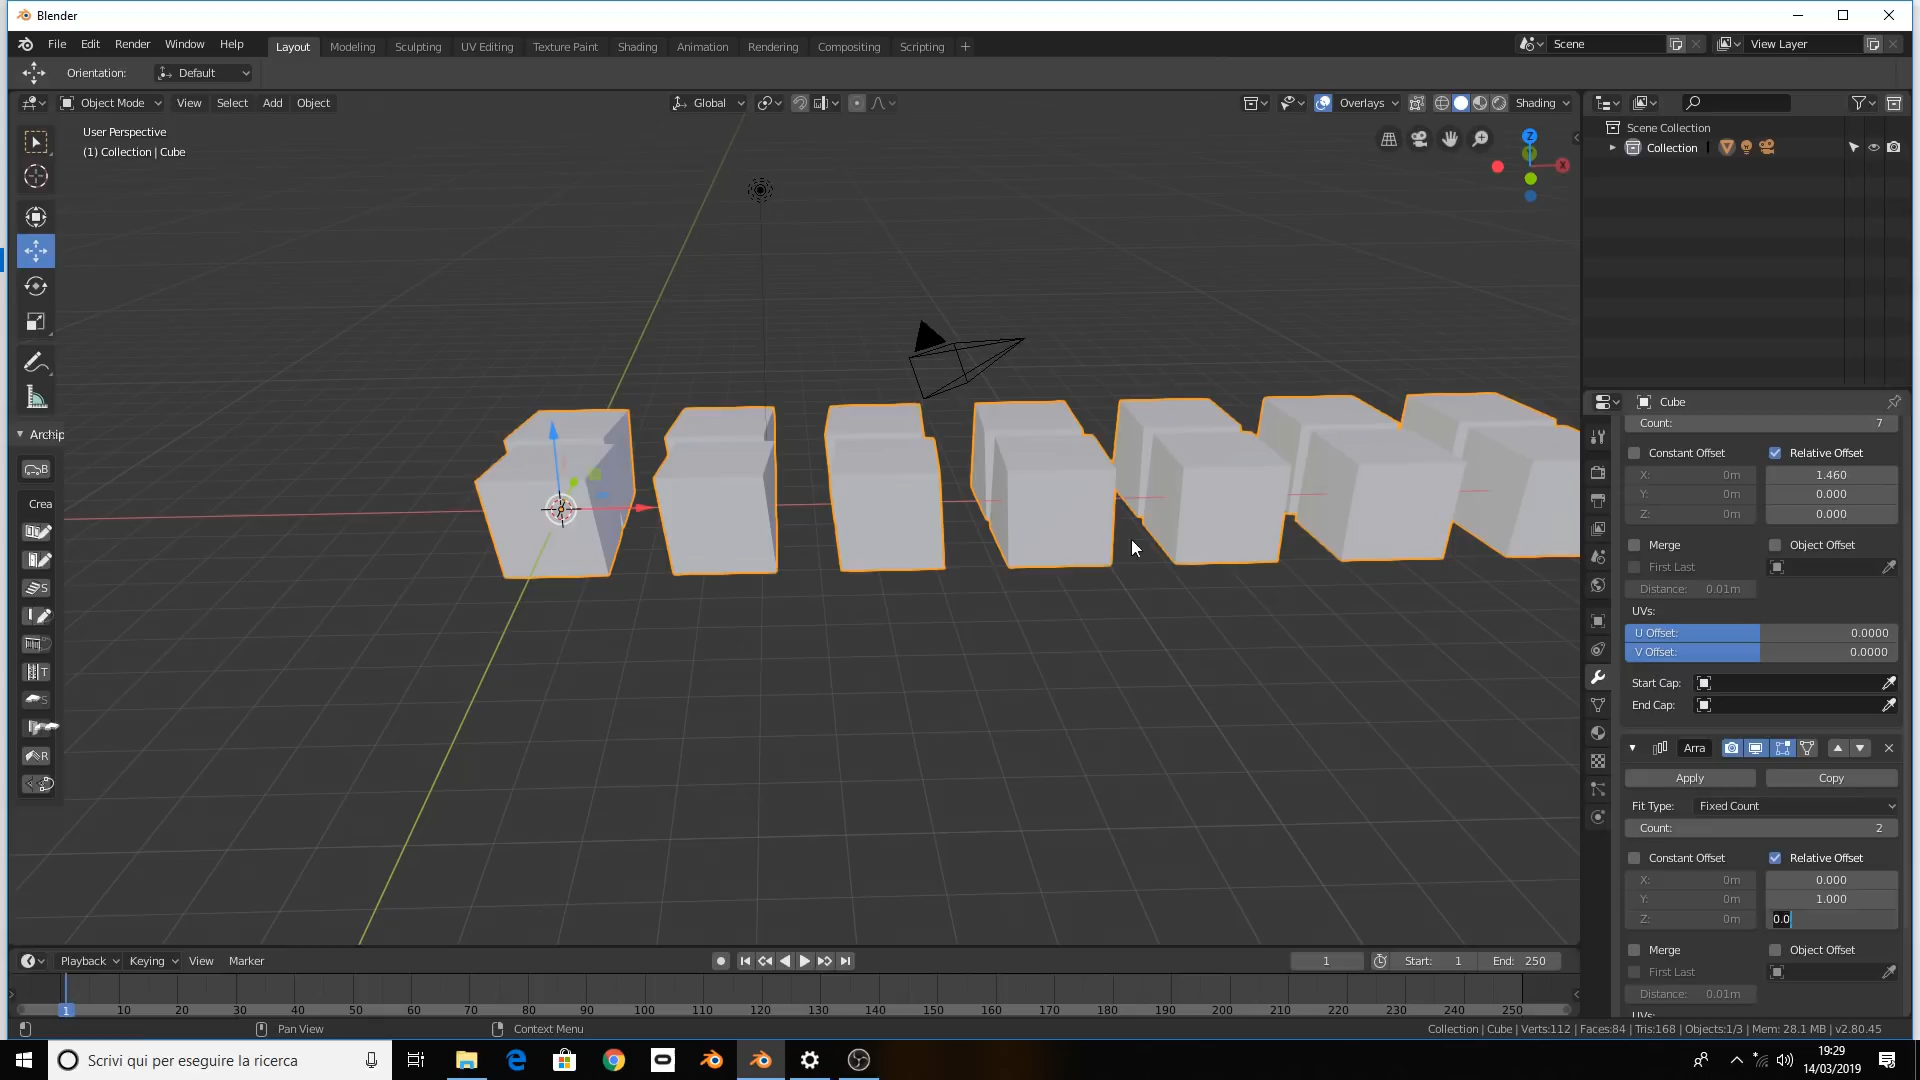 Blender
File Edit Render Window Help Layout Modeling Sculpting UV Editing Texture Paint Shading Animation Rendering Compositing Scripting + Scene View Layer
Orientation: Default
Object Mode View Select Add Object Global Overlays Shading
User Perspective
(1) Collection | Cube
Z
X
Scene Collection
Collection
Cube
Count: 7
Constant Offset Relative Offset
X: 0m 1.460
Y: 0m 0.000
Z: 0m 0.000
Merge Object Offset
First Last
Distance: 0.01m
UVs:
U Offset: 0.0000
V Offset: 0.0000
Start Cap:
End Cap:
Arra
Apply Copy
Fit Type: Fixed Count
Count: 2
Constant Offset Relative Offset
X: 0m 0.000
Y: 0m 1.000
Z: 0m 0.0
Merge Object Offset
First Last
Distance: 0.01m
UVs:
Archip
B
Crea
S
T
S
R
Playback Keying View Marker 1 Start: 1 End: 250
1 10 20 30 40 50 60 70 80 90 100 110 120 130 140 150 160 170 180 190 200 210 220 230 240 250
Pan View Context Menu Collection | Cube | Verts:112 | Faces:84 | Tris:168 | Objects:1/3 | Mem: 28.1 MB | v2.80.45
Scrivi qui per eseguire la ricerca
19:29
14/03/2019